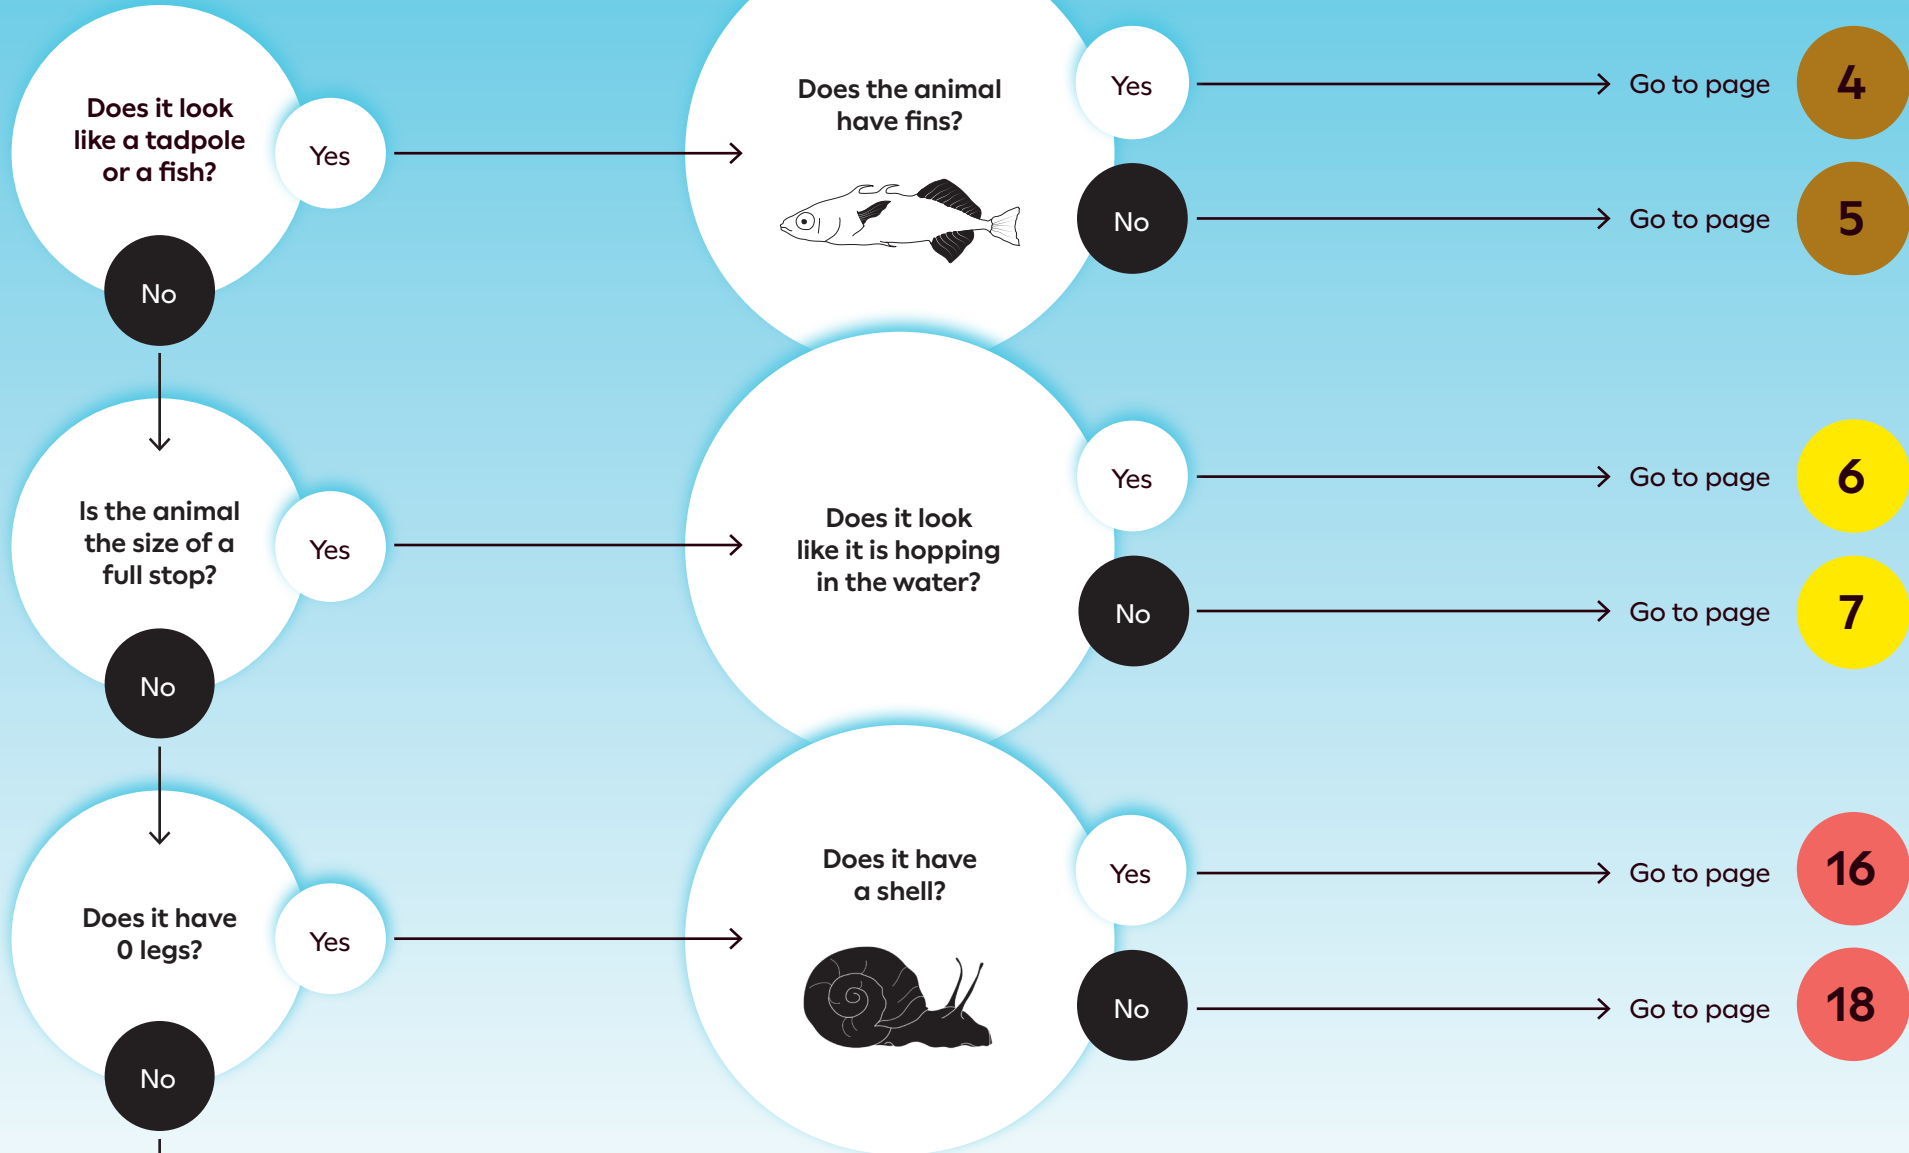 Does it look
like a tadpole
or a fish?
Yes
No
Does the animal
have fins?
Yes
Go to page
4
No
Go to page
5
Is the animal
the size of a
full stop?
Yes
No
Does it look
like it is hopping
in the water?
Yes
Go to page
6
No
Go to page
7
Does it have
0 legs?
Yes
No
Does it have
a shell?
Yes
Go to page
16
No
Go to page
18